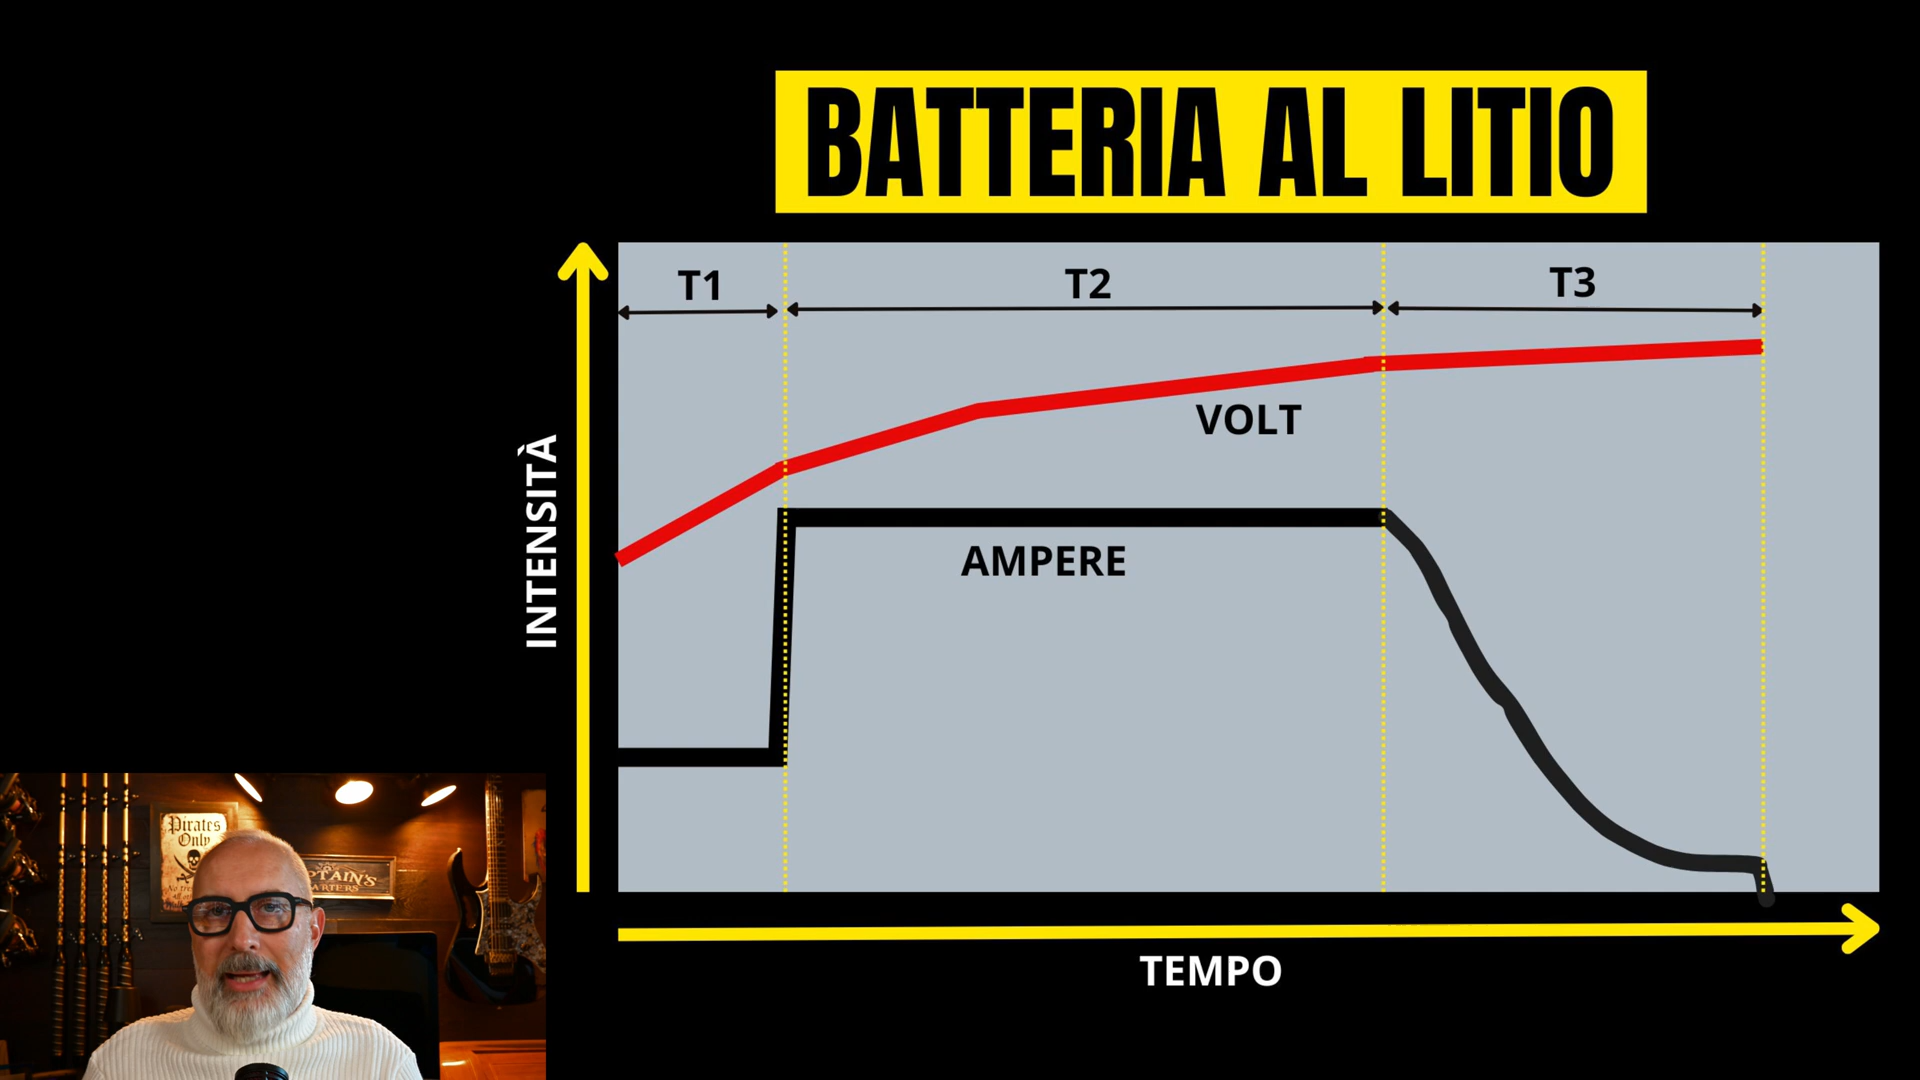 BATTERIA AL LITIO
T1
T2
T3
VOLT
AMPERE
INTENSITÀ
TEMPO
Pirates
Only